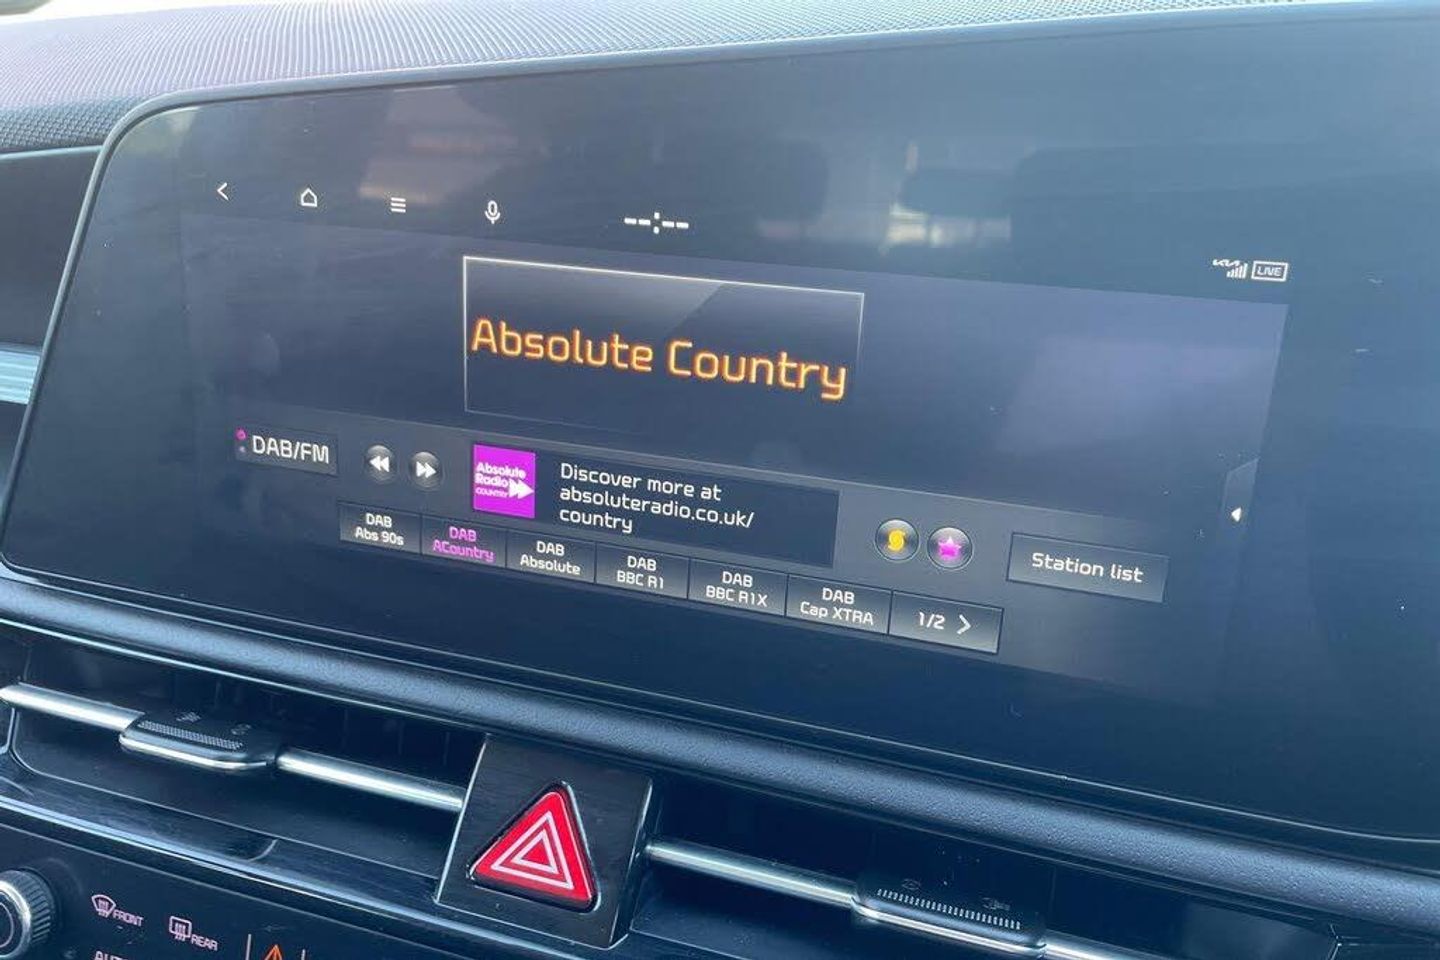 --:--
LIVE
Absolute Country
DAB/FM
Absolute
Radio
COUNTRY
Discover more at
absoluteradio.co.uk/
country
DAB
Abs 90s
DAB
ACountry
DAB
Absolute
DAB
BBC R1
DAB
BBC R1X
DAB
Cap XTRA
1/2
Station list
FRONT
REAR